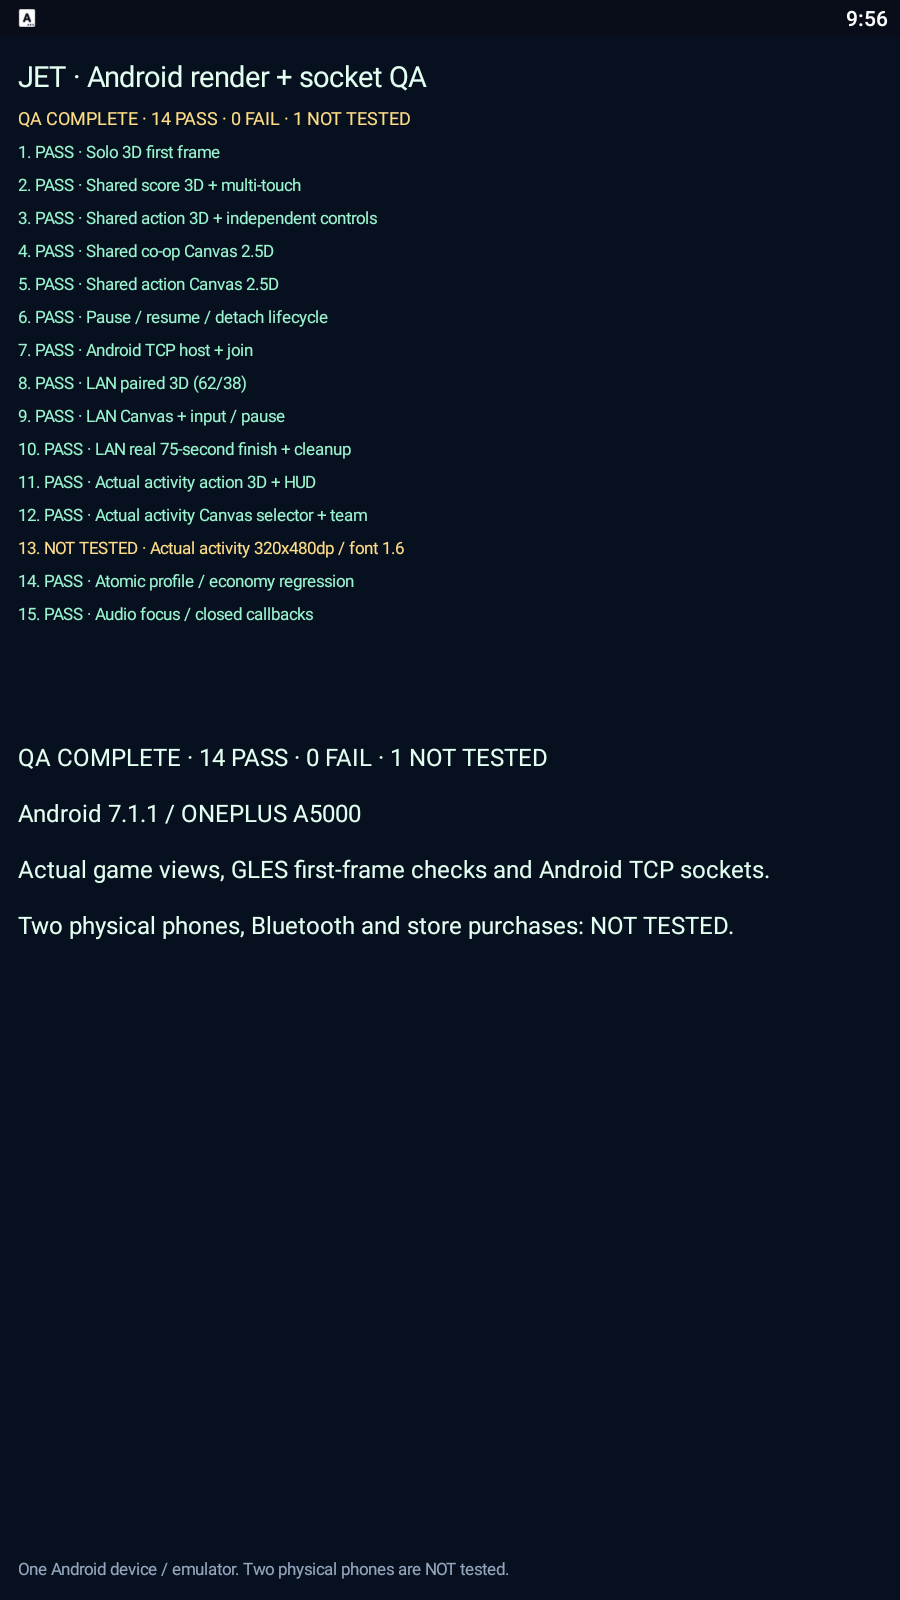 A
9:56
JET · Android render + socket QA
QA COMPLETE · 14 PASS · 0 FAIL · 1 NOT TESTED
1. PASS · Solo 3D first frame
2. PASS · Shared score 3D + multi-touch
3. PASS · Shared action 3D + independent controls
4. PASS · Shared co-op Canvas 2.5D
5. PASS · Shared action Canvas 2.5D
6. PASS · Pause / resume / detach lifecycle
7. PASS · Android TCP host + join
8. PASS · LAN paired 3D (62/38)
9. PASS · LAN Canvas + input / pause
10. PASS · LAN real 75-second finish + cleanup
11. PASS · Actual activity action 3D + HUD
12. PASS · Actual activity Canvas selector + team
13. NOT TESTED · Actual activity 320x480dp / font 1.6
14. PASS · Atomic profile / economy regression
15. PASS · Audio focus / closed callbacks
QA COMPLETE · 14 PASS · 0 FAIL · 1 NOT TESTED
Android 7.1.1 / ONEPLUS A5000
Actual game views, GLES first-frame checks and Android TCP sockets.
Two physical phones, Bluetooth and store purchases: NOT TESTED.
One Android device / emulator. Two physical phones are NOT tested.